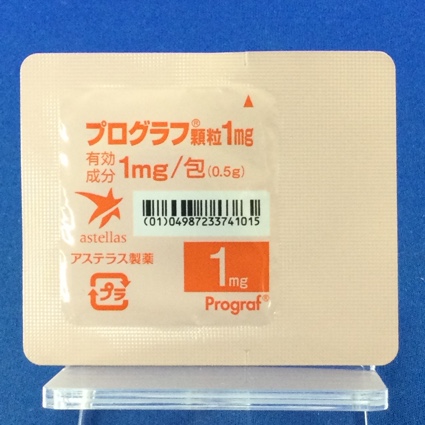 プログラフ®顆粒1mg
有効成分 1mg/包(0.5g)
(01)04987233741015
astellas
アステラス製薬
プラ
1mg
Prograf®